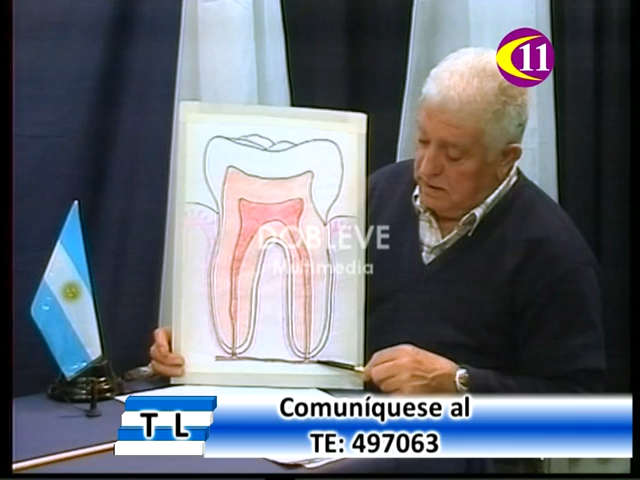 11
DOBLEVE
Multimedia
T L
Comuníquese al
TE: 497063